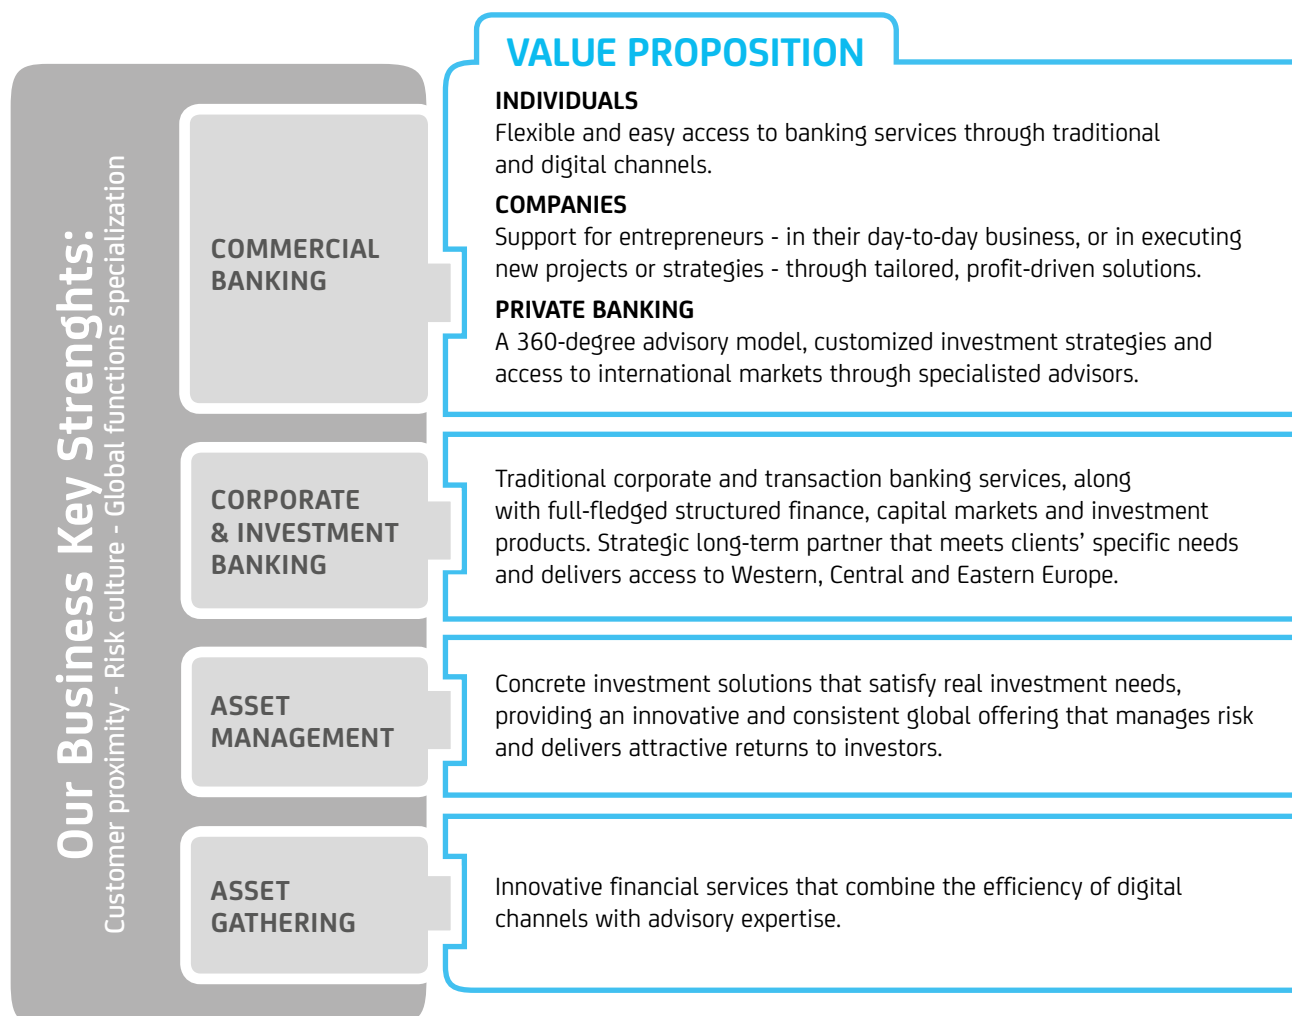 Our Business Key Strenghts:
Customer proximity - Risk culture - Global functions specialization
VALUE PROPOSITION
COMMERCIAL
BANKING
INDIVIDUALS
Flexible and easy access to banking services through traditional
and digital channels.
COMPANIES
Support for entrepreneurs - in their day-to-day business, or in executing
new projects or strategies - through tailored, profit-driven solutions.
PRIVATE BANKING
A 360-degree advisory model, customized investment strategies and
access to international markets through specialisted advisors.
CORPORATE
& INVESTMENT
BANKING
Traditional corporate and transaction banking services, along
with full-fledged structured finance, capital markets and investment
products. Strategic long-term partner that meets clients’ specific needs
and delivers access to Western, Central and Eastern Europe.
ASSET
MANAGEMENT
Concrete investment solutions that satisfy real investment needs,
providing an innovative and consistent global offering that manages risk
and delivers attractive returns to investors.
ASSET
GATHERING
Innovative financial services that combine the efficiency of digital
channels with advisory expertise.